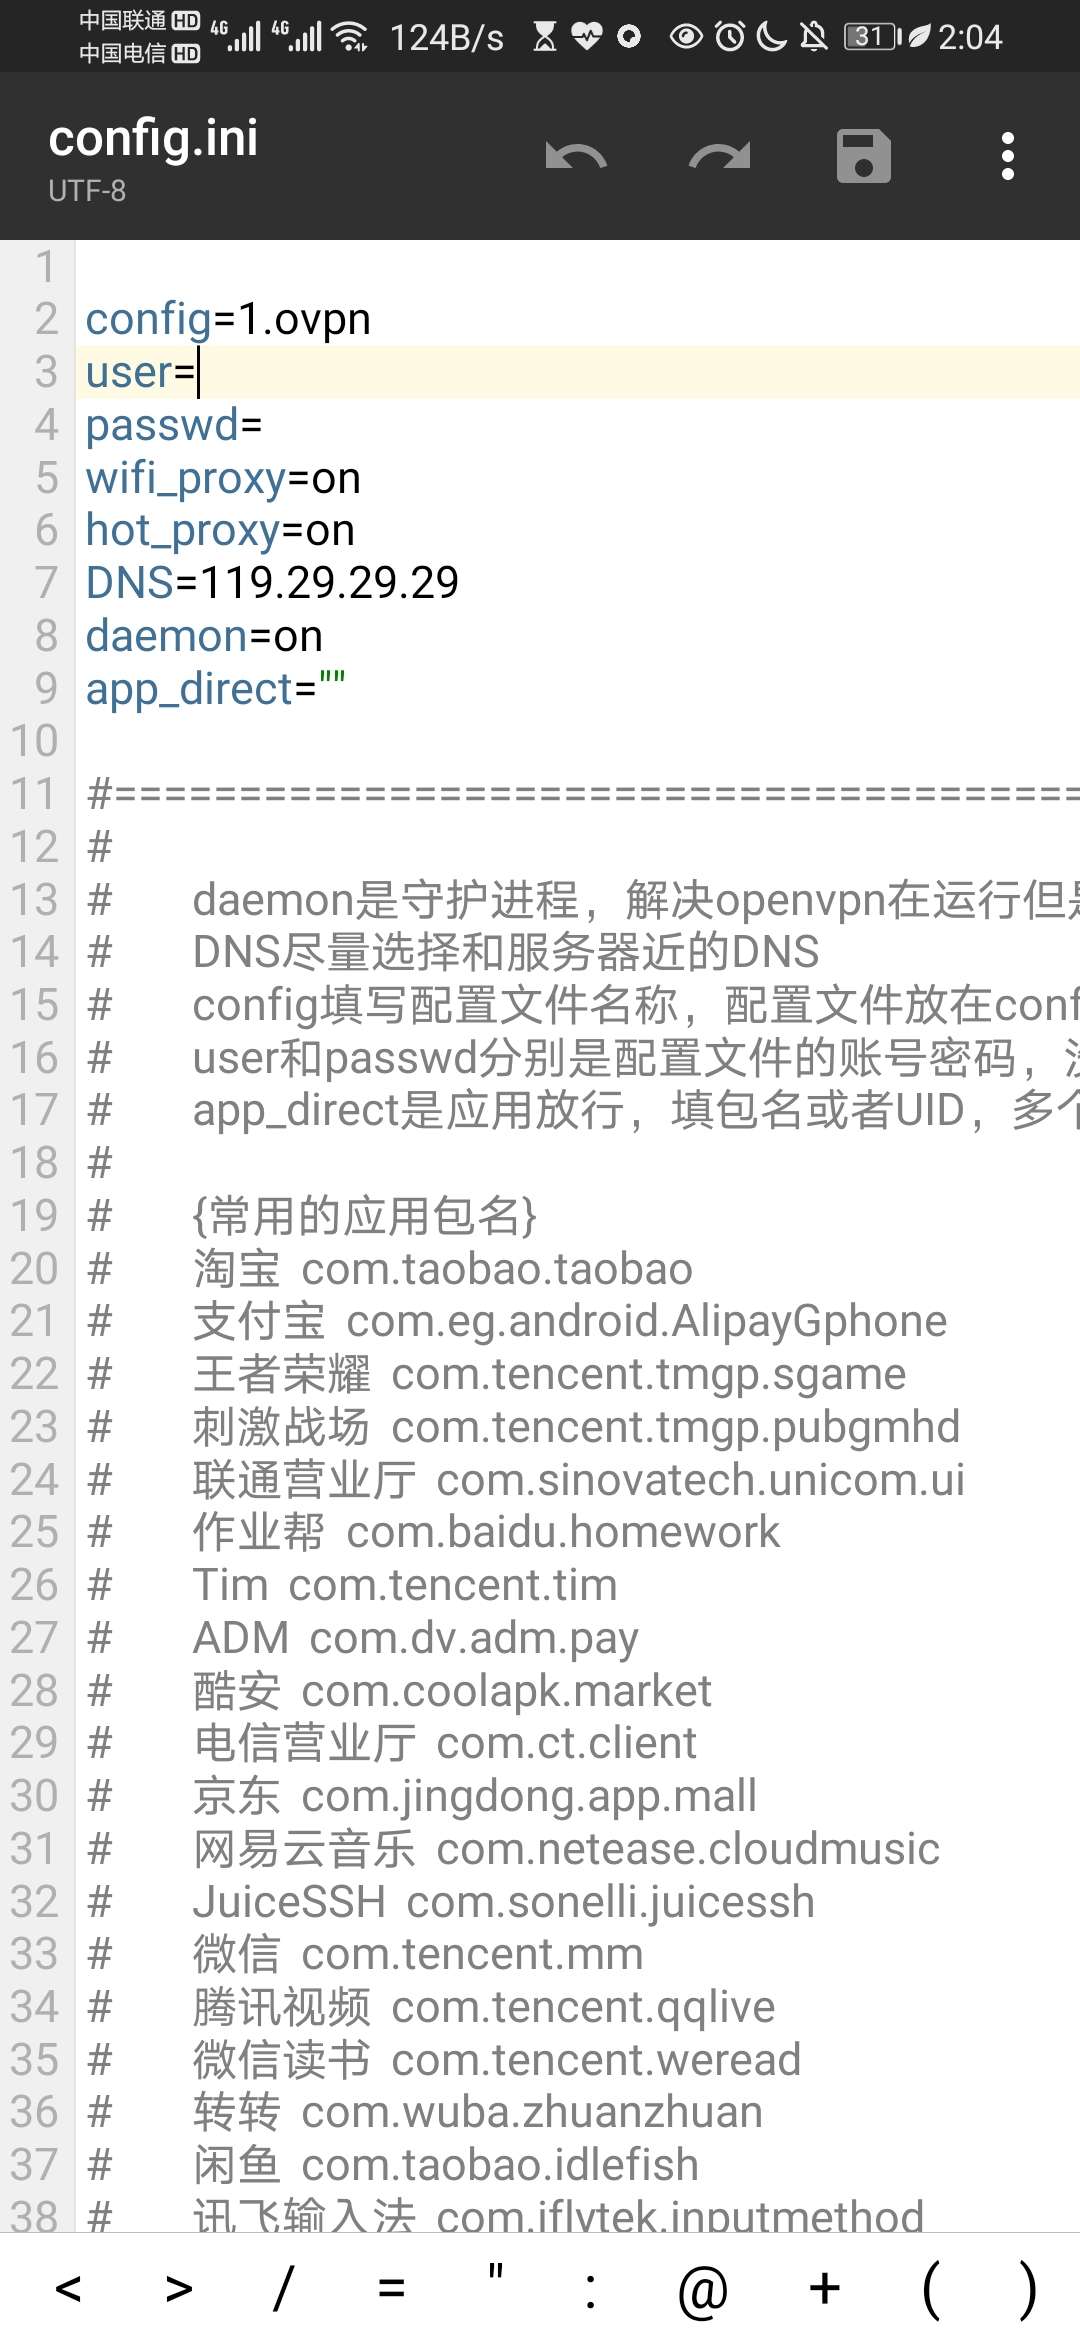 中国联通 HD 4G 4G 124B/s 31 2:04
中国电信 HD
config.ini
UTF-8
1
2 config=1.ovpn
3 user=
4 passwd=
5 wifi_proxy=on
6 hot_proxy=on
7 DNS=119.29.29.29
8 daemon=on
9 app_direct=""
10
11 #======================================
12 #
13 # daemon是守护进程，解决openvpn在运行但
14 # DNS尽量选择和服务器近的DNS
15 # config填写配置文件名称，配置文件放在conf
16 # user和passwd分别是配置文件的账号密码，
17 # app_direct是应用放行，填包名或者UID，多
18 #
19 # {常用的应用包名}
20 # 淘宝 com.taobao.taobao
21 # 支付宝 com.eg.android.AlipayGphone
22 # 王者荣耀 com.tencent.tmgp.sgame
23 # 刺激战场 com.tencent.tmgp.pubgmhd
24 # 联通营业厅 com.sinovatech.unicom.ui
25 # 作业帮 com.baidu.homework
26 # Tim com.tencent.tim
27 # ADM com.dv.adm.pay
28 # 酷安 com.coolapk.market
29 # 电信营业厅 com.ct.client
30 # 京东 com.jingdong.app.mall
31 # 网易云音乐 com.netease.cloudmusic
32 # JuiceSSH com.sonelli.juicessh
33 # 微信 com.tencent.mm
34 # 腾讯视频 com.tencent.qqlive
35 # 微信读书 com.tencent.weread
36 # 转转 com.wuba.zhuanzhuan
37 # 闲鱼 com.taobao.idlefish
38 # 讯飞输入法 com.iflytek.inputmethod
< > / = " : @ + ( )